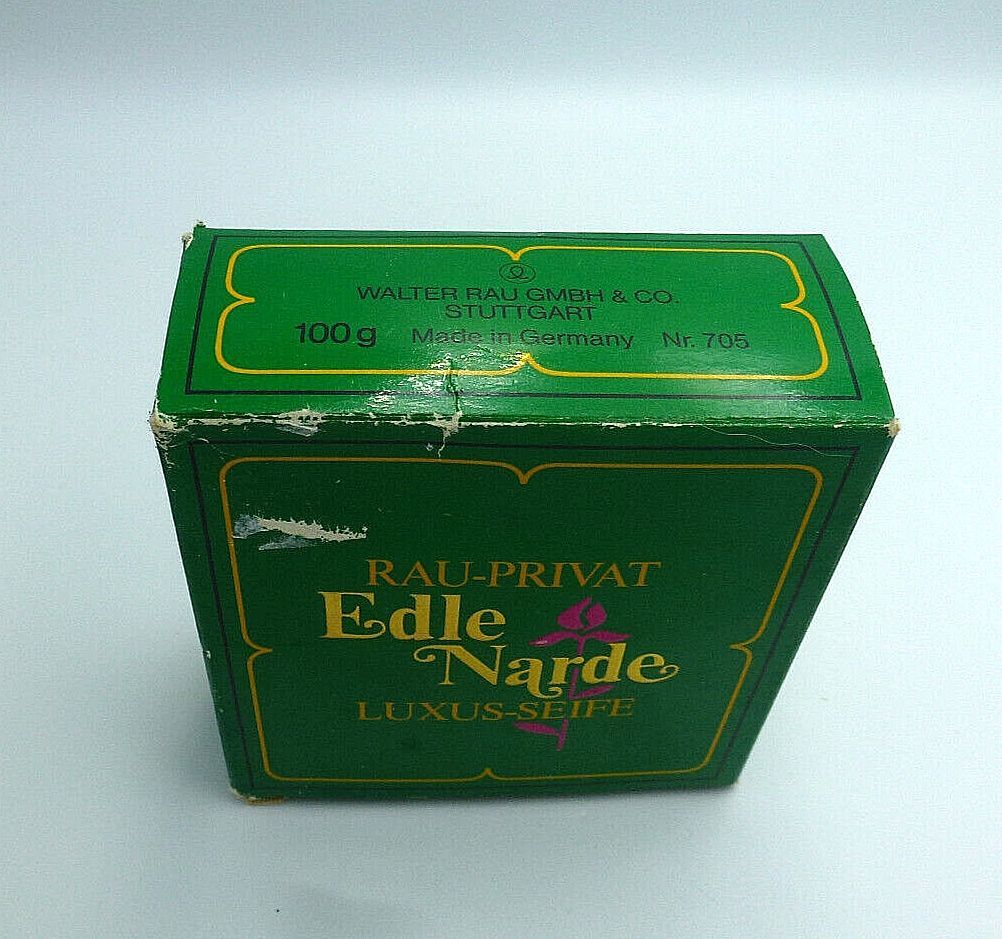 WALTER RAU GMBH & CO.
STUTTGART
100 g Made in Germany Nr. 705
RAU-PRIVAT
Edle
Narde
LUXUS-SEIFE